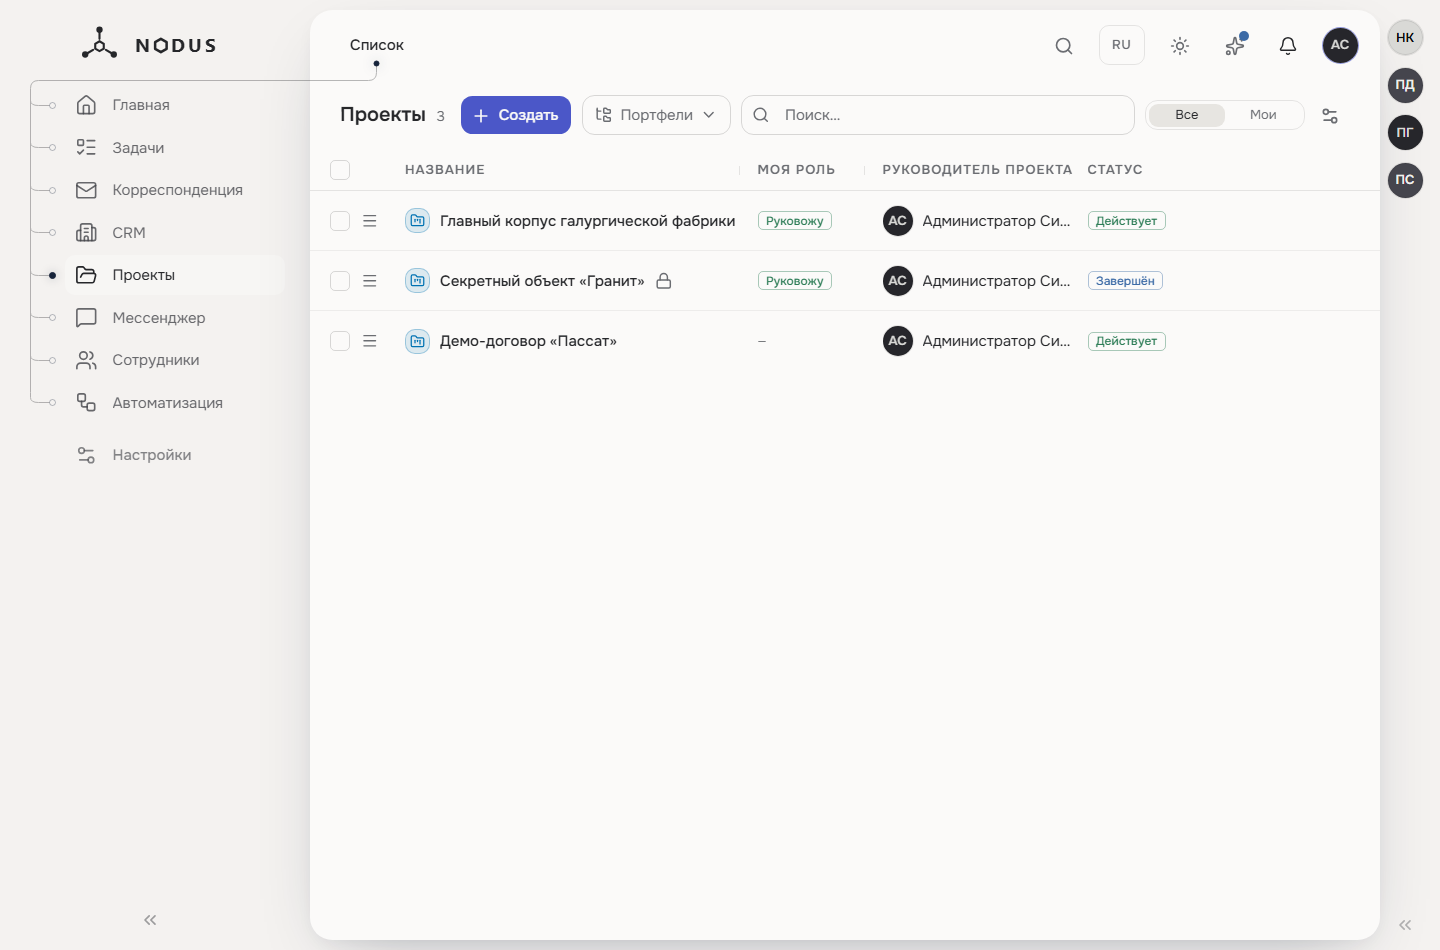 NODUS
Список
RU
АС
НК
ПД
ПГ
ПС
Главная
Задачи
Корреспонденция
CRM
Проекты
Мессенджер
Сотрудники
Автоматизация
Настройки
Проекты 3
Создать
Портфели
Поиск...
Все
Мои
НАЗВАНИЕ МОЯ РОЛЬ РУКОВОДИТЕЛЬ ПРОЕКТА СТАТУС
Главный корпус галургической фабрики Руковожу АС Администратор Си... Действует
Секретный объект «Гранит» Руковожу АС Администратор Си... Завершён
Демо-договор «Пассат» – АС Администратор Си... Действует